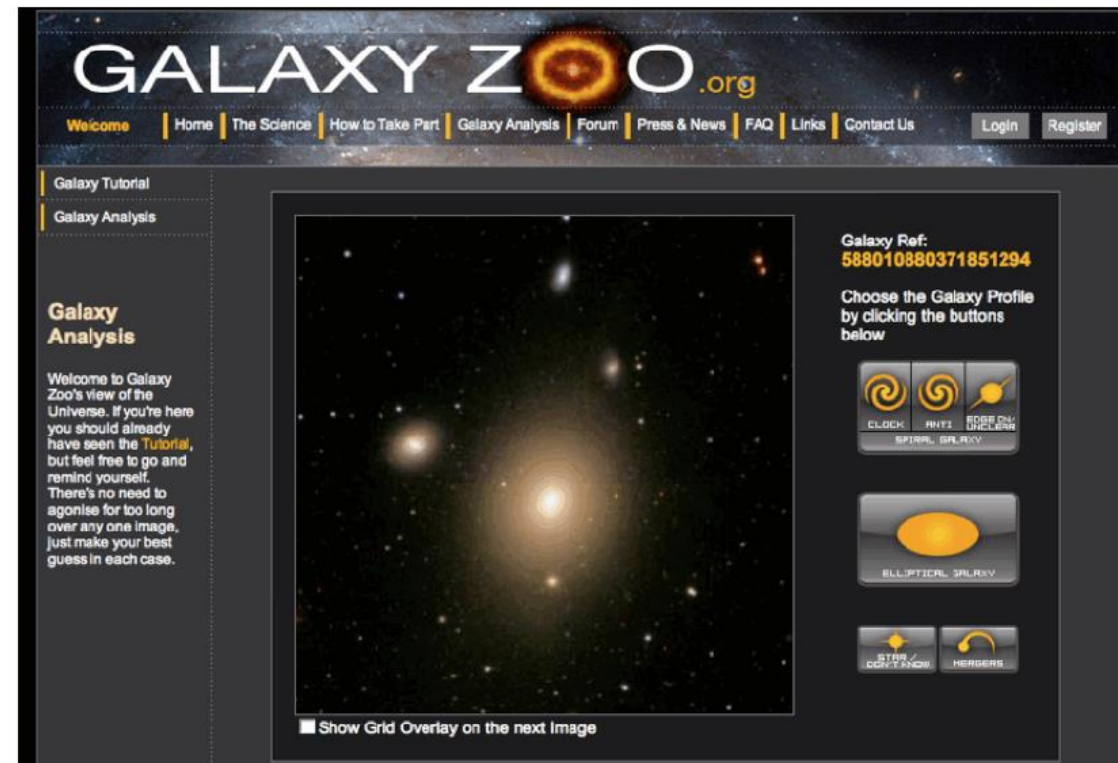 GALAXY ZOO.org
Welcome Home The Science How to Take Part Galaxy Analysis Forum Press & News FAQ Links Contact Us Login Register
Galaxy Tutorial
Galaxy Analysis
Galaxy
Analysis
Welcome to Galaxy
Zoo's view of the
Universe. If you're here
you should already
have seen the Tutorial,
but feel free to go and
remind yourself.
There's no need to
agonise for too long
over any one image,
just make your best
guess in each case.
Galaxy Ref:
588010880371851294
Choose the Galaxy Profile
by clicking the buttons
below
CLOCK ANTI EDGE ON/
UNCLEAR
SPIRAL GALAXY
ELLIPTICAL GALAXY
STAR /
DON'T KNOW
MERGERS
Show Grid Overlay on the next Image